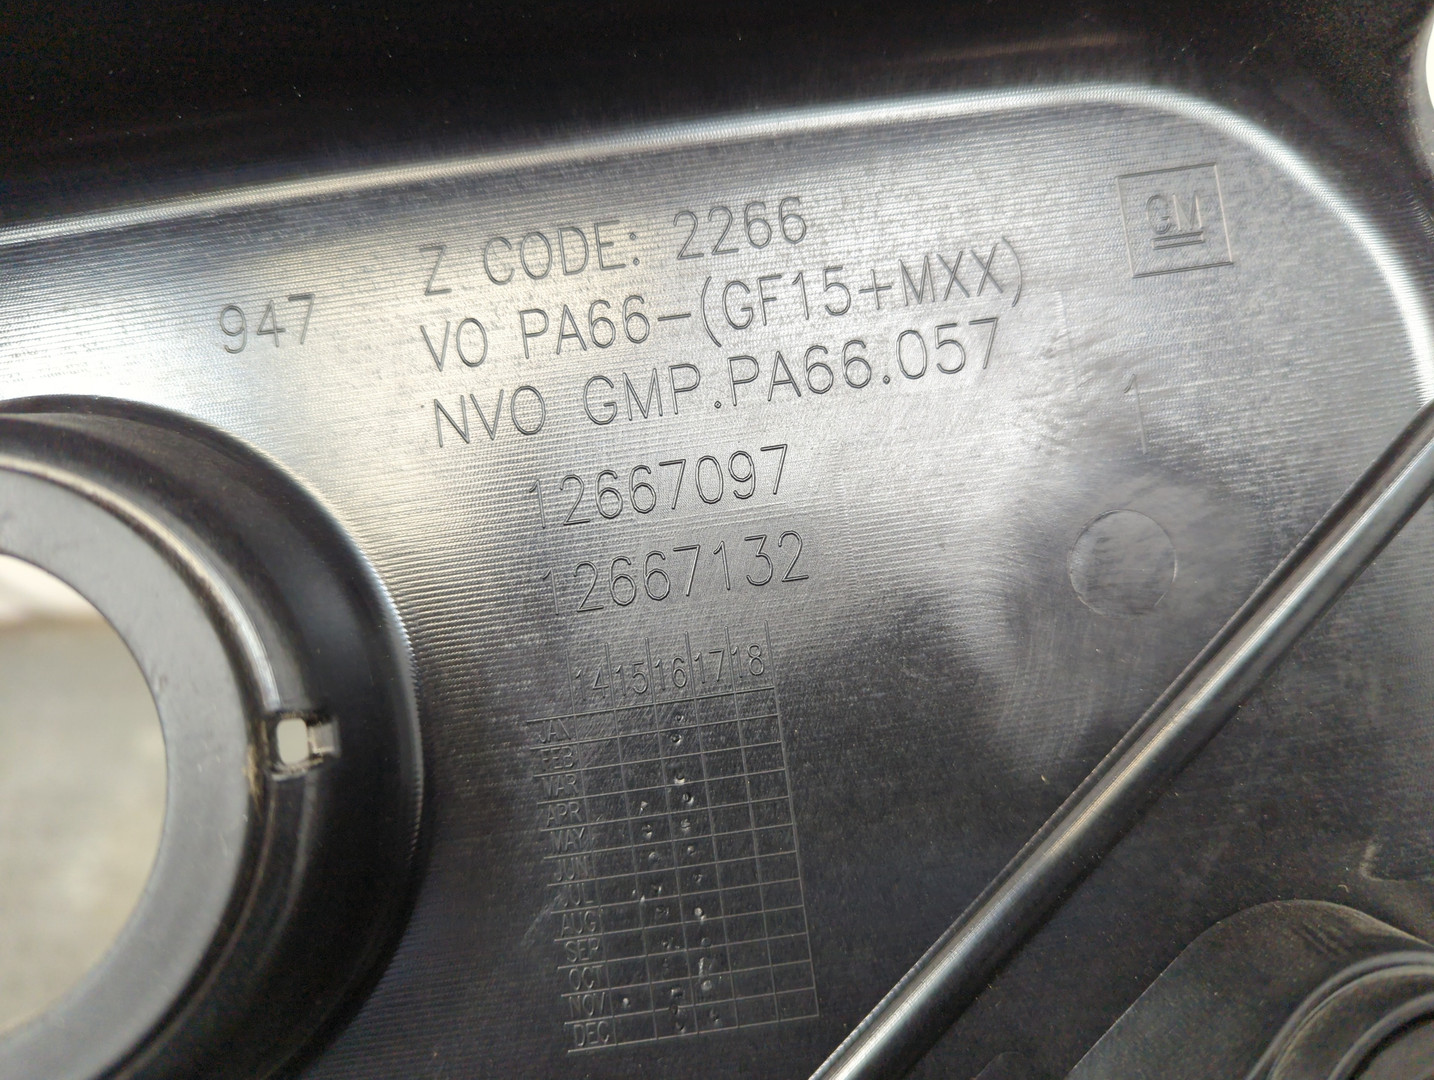 GM
947
Z CODE: 2266
VO PA66-(GF15+MXX)
NVO GMP.PA66.057
1
12667097
12667132
14 15 16 17 18
JAN
FEB
MAR
APR
MAY
JUN
JUL
AUG
SEP
OCT
NOV
DEC